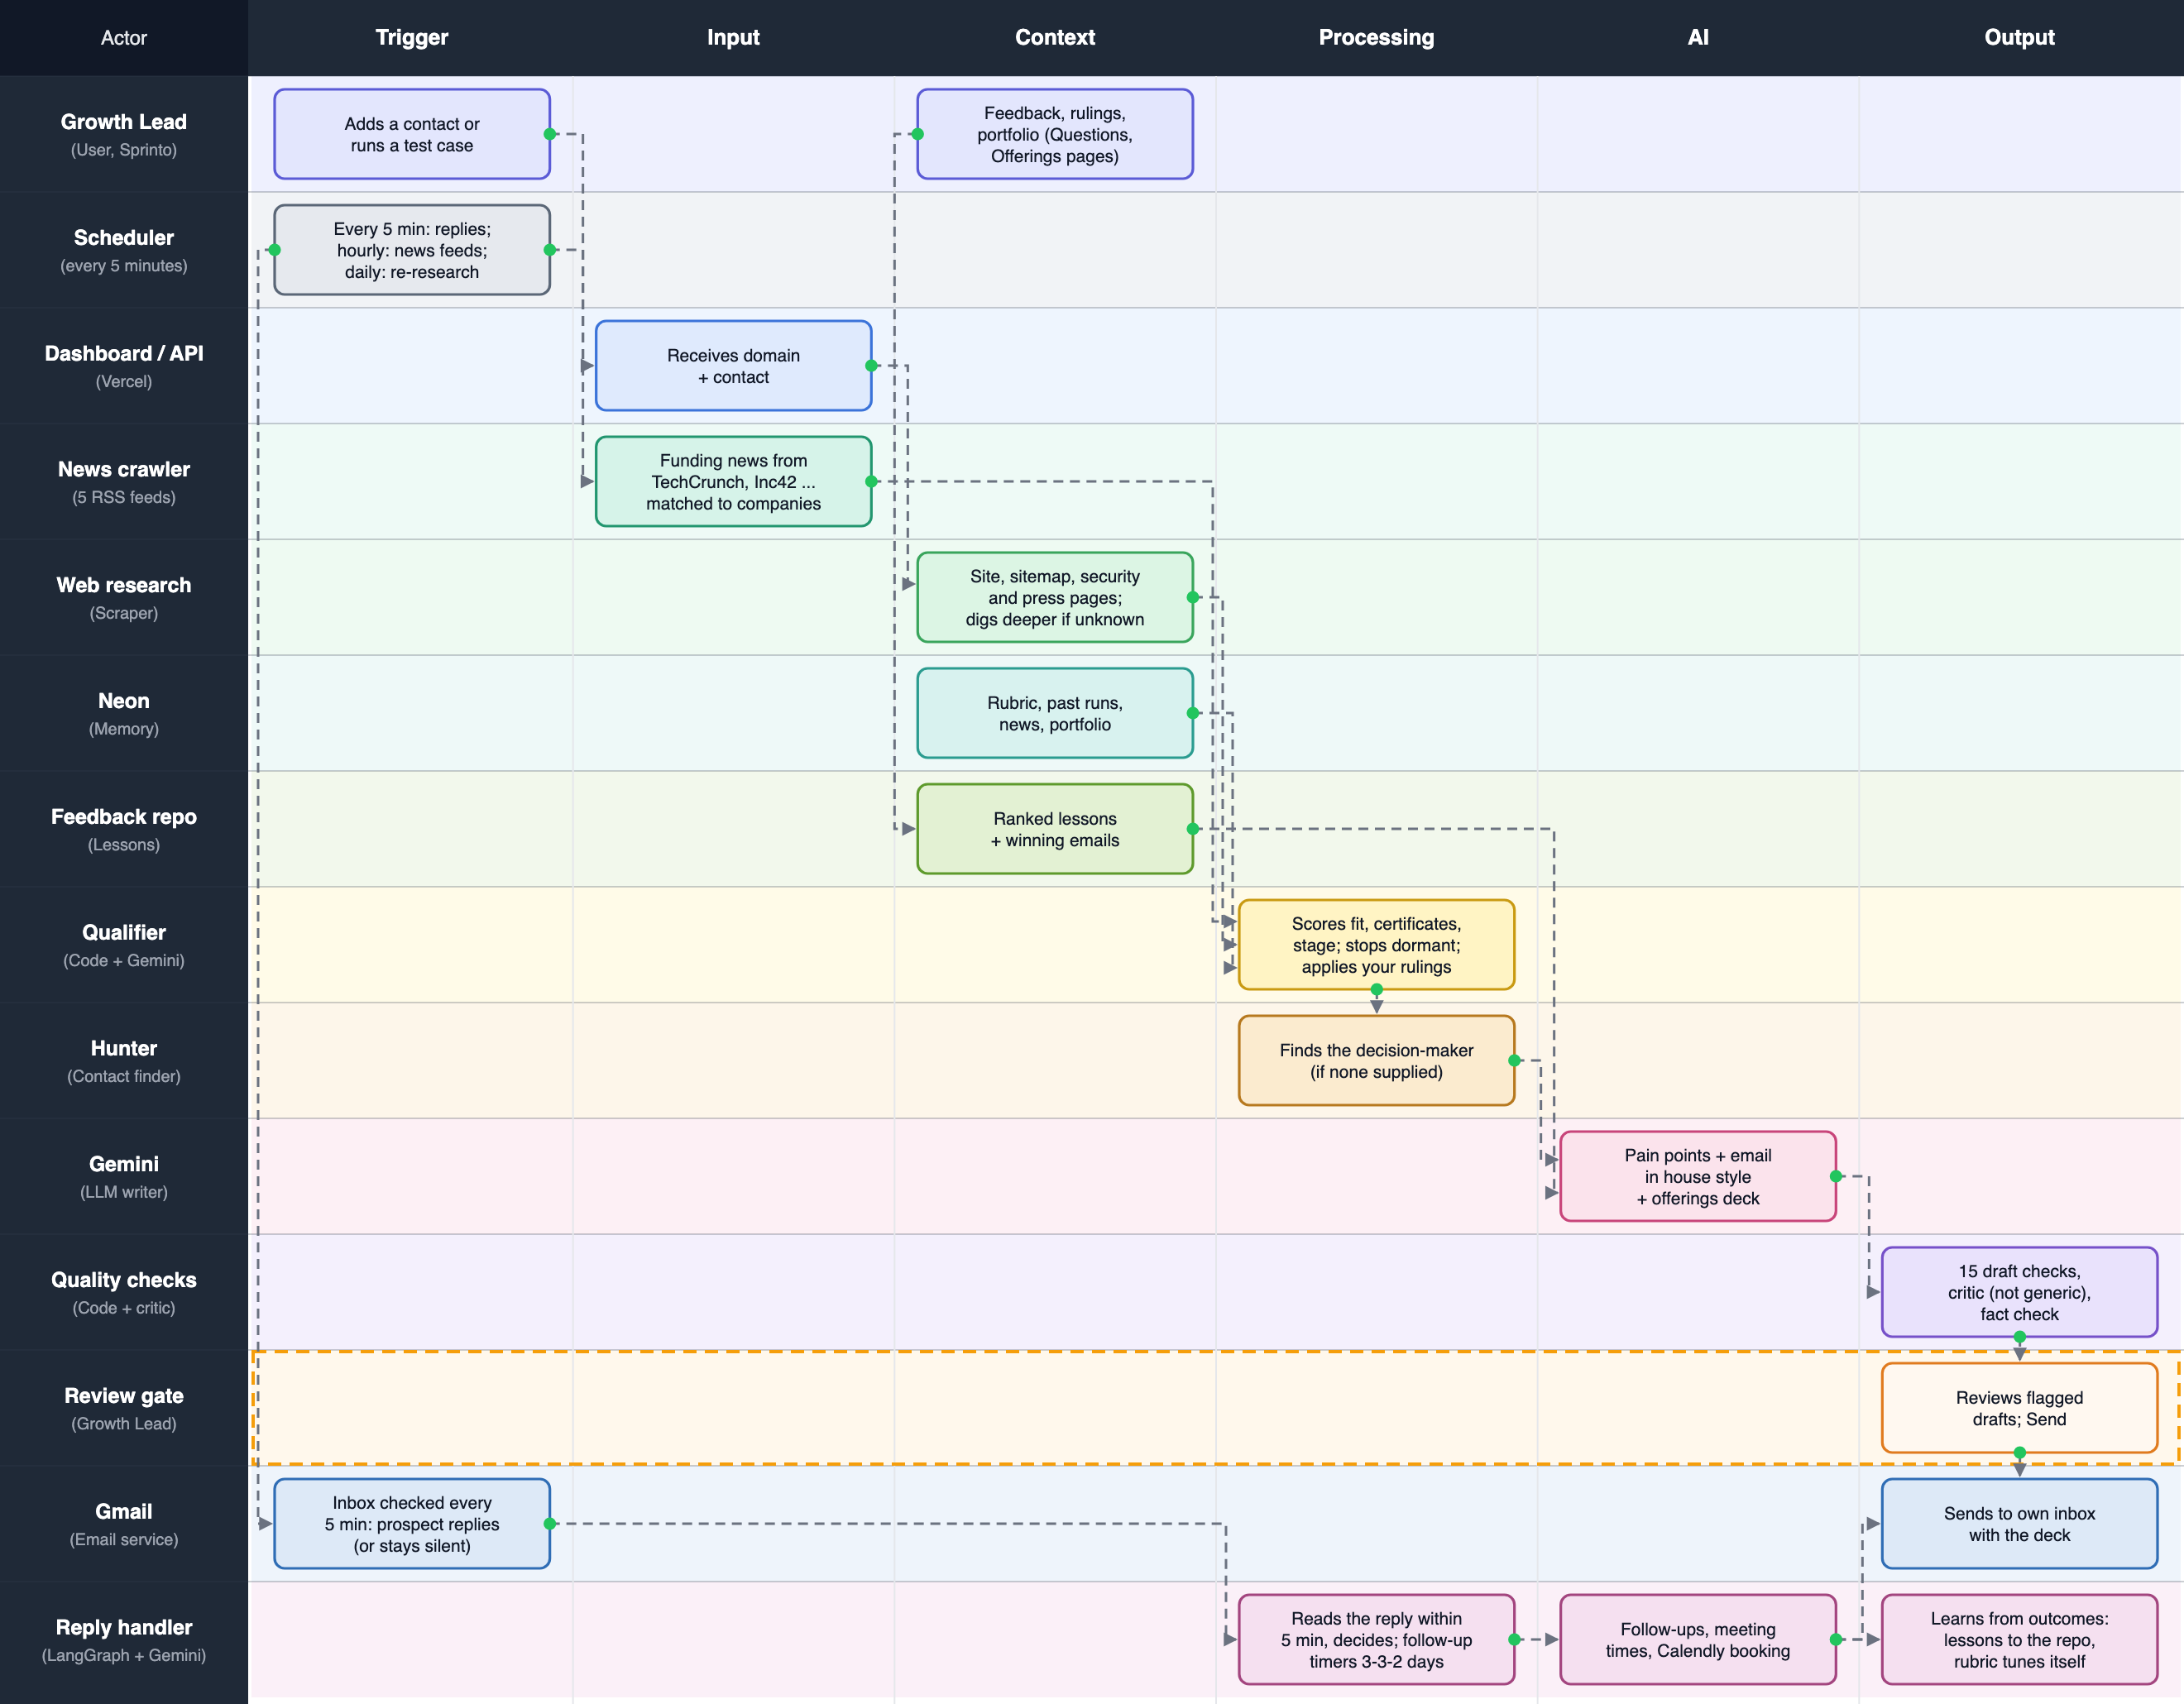 Actor
Trigger
Input
Context
Processing
AI
Output
Growth Lead
(User, Sprinto)
Adds a contact or
runs a test case
Feedback, rulings,
portfolio (Questions,
Offerings pages)
Scheduler
(every 5 minutes)
Every 5 min: replies;
hourly: news feeds;
daily: re-research
Dashboard / API
(Vercel)
Receives domain
+ contact
News crawler
(5 RSS feeds)
Funding news from
TechCrunch, Inc42 ...
matched to companies
Web research
(Scraper)
Site, sitemap, security
and press pages;
digs deeper if unknown
Neon
(Memory)
Rubric, past runs,
news, portfolio
Feedback repo
(Lessons)
Ranked lessons
+ winning emails
Qualifier
(Code + Gemini)
Scores fit, certificates,
stage; stops dormant;
applies your rulings
Hunter
(Contact finder)
Finds the decision-maker
(if none supplied)
Gemini
(LLM writer)
Pain points + email
in house style
+ offerings deck
Quality checks
(Code + critic)
15 draft checks,
critic (not generic),
fact check
Review gate
(Growth Lead)
Reviews flagged
drafts; Send
Gmail
(Email service)
Inbox checked every
5 min: prospect replies
(or stays silent)
Sends to own inbox
with the deck
Reply handler
(LangGraph + Gemini)
Reads the reply within
5 min, decides; follow-up
timers 3-3-2 days
Follow-ups, meeting
times, Calendly booking
Learns from outcomes:
lessons to the repo,
rubric tunes itself